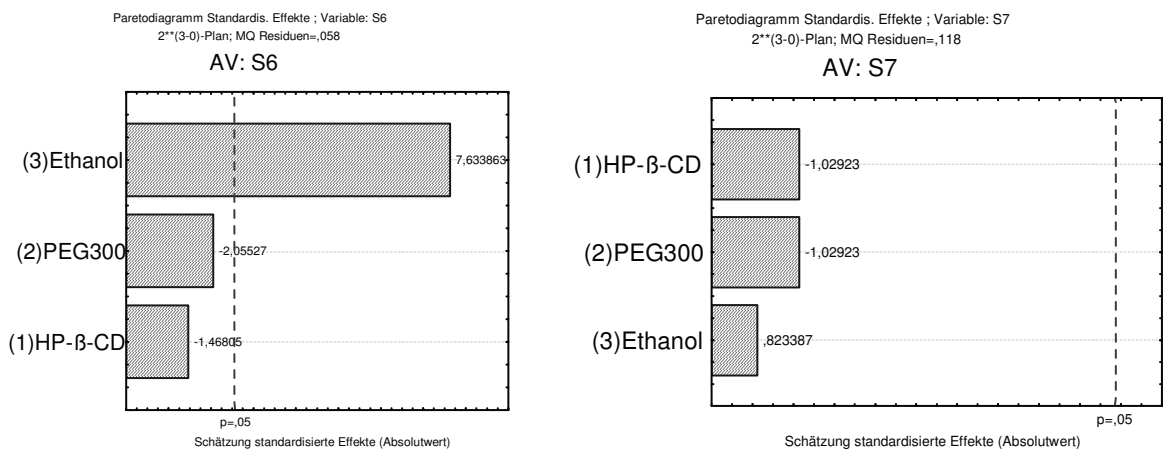 Paretodiagramm Standardis. Effekte ; Variable: S6
2**(3-0)-Plan; MQ Residuen=,058
AV: S6
(3)Ethanol
7,633863
(2)PEG300
-2,05527
(1)HP-ß-CD
-1,46805
p=,05
Schätzung standardisierte Effekte (Absolutwert)
Paretodiagramm Standardis. Effekte ; Variable: S7
2**(3-0)-Plan; MQ Residuen=,118
AV: S7
(1)HP-ß-CD
-1,02923
(2)PEG300
-1,02923
(3)Ethanol
,823387
p=,05
Schätzung standardisierte Effekte (Absolutwert)